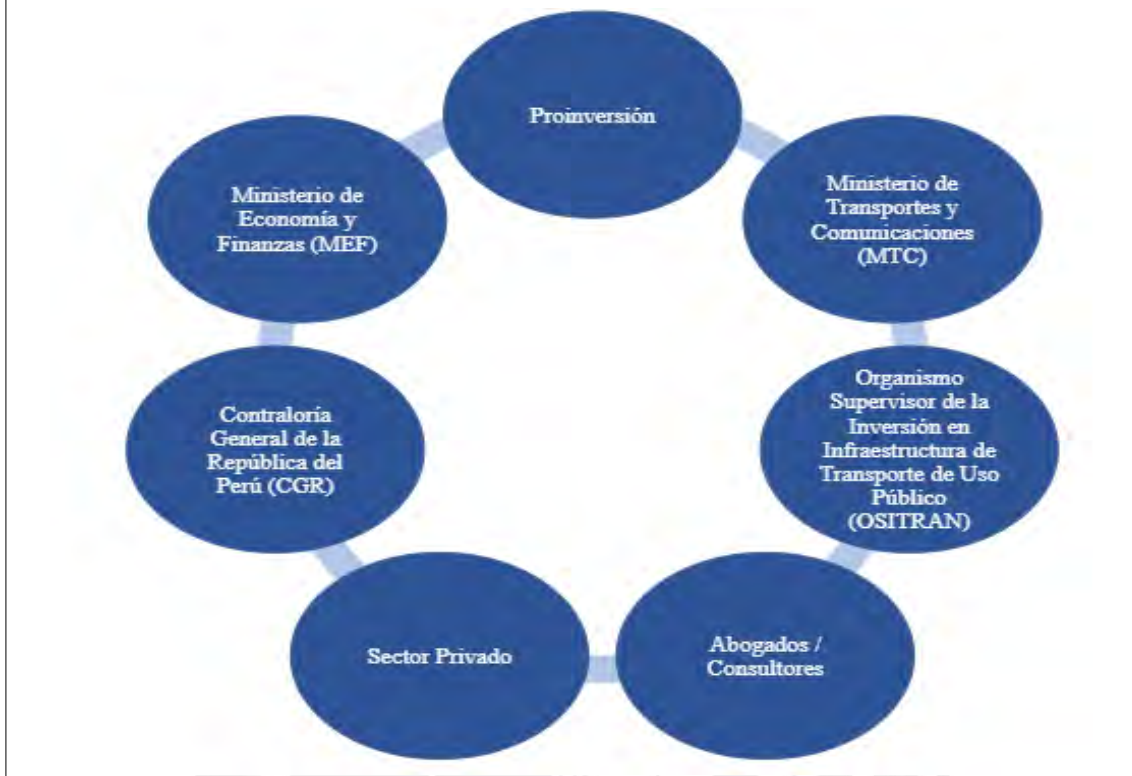 Proinversión
Ministerio de
Transportes y
Comunicaciones
(MTC)
Organismo
Supervisor de la
Inversión en
Infraestructura de
Transporte de Uso
Público
(OSITRAN)
Abogados /
Consultores
Sector Privado
Contraloría
General de la
República del
Perú (CGR)
Ministerio de
Economía y
Finanzas (MEF)